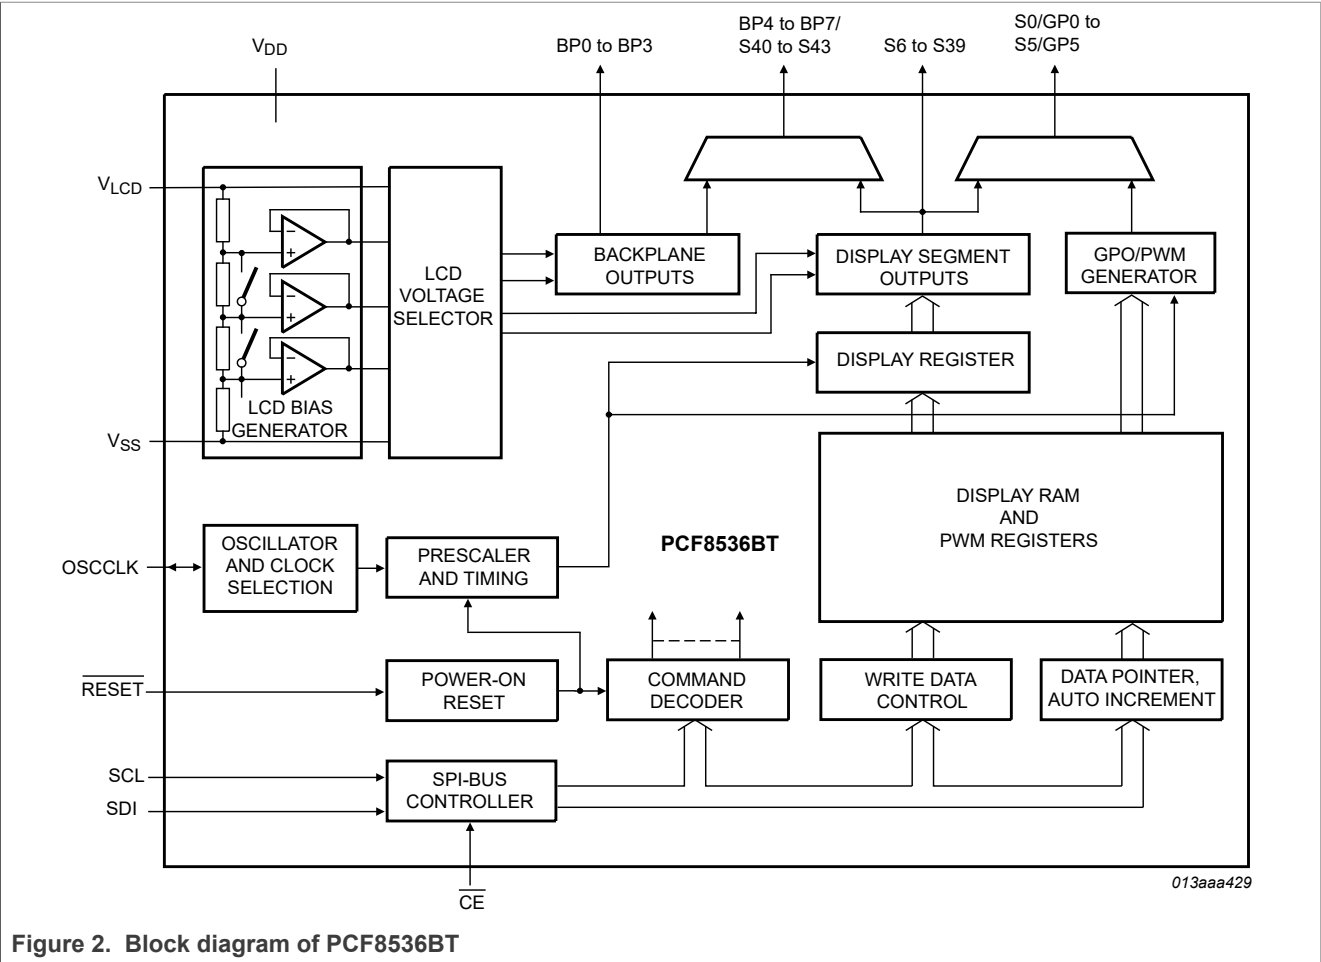 BP4 to BP7/
S40 to S43
S0/GP0 to
S5/GP5
VDD
BP0 to BP3
S6 to S39
VLCD
BACKPLANE
OUTPUTS
DISPLAY SEGMENT
OUTPUTS
GPO/PWM
GENERATOR
LCD
VOLTAGE
SELECTOR
DISPLAY REGISTER
LCD BIAS
GENERATOR
VSS
DISPLAY RAM
AND
PWM REGISTERS
PCF8536BT
OSCCLK
OSCILLATOR
AND CLOCK
SELECTION
PRESCALER
AND TIMING
RESET
POWER-ON
RESET
COMMAND
DECODER
WRITE DATA
CONTROL
DATA POINTER,
AUTO INCREMENT
SCL
SDI
SPI-BUS
CONTROLLER
CE
013aaa429
Figure 2. Block diagram of PCF8536BT